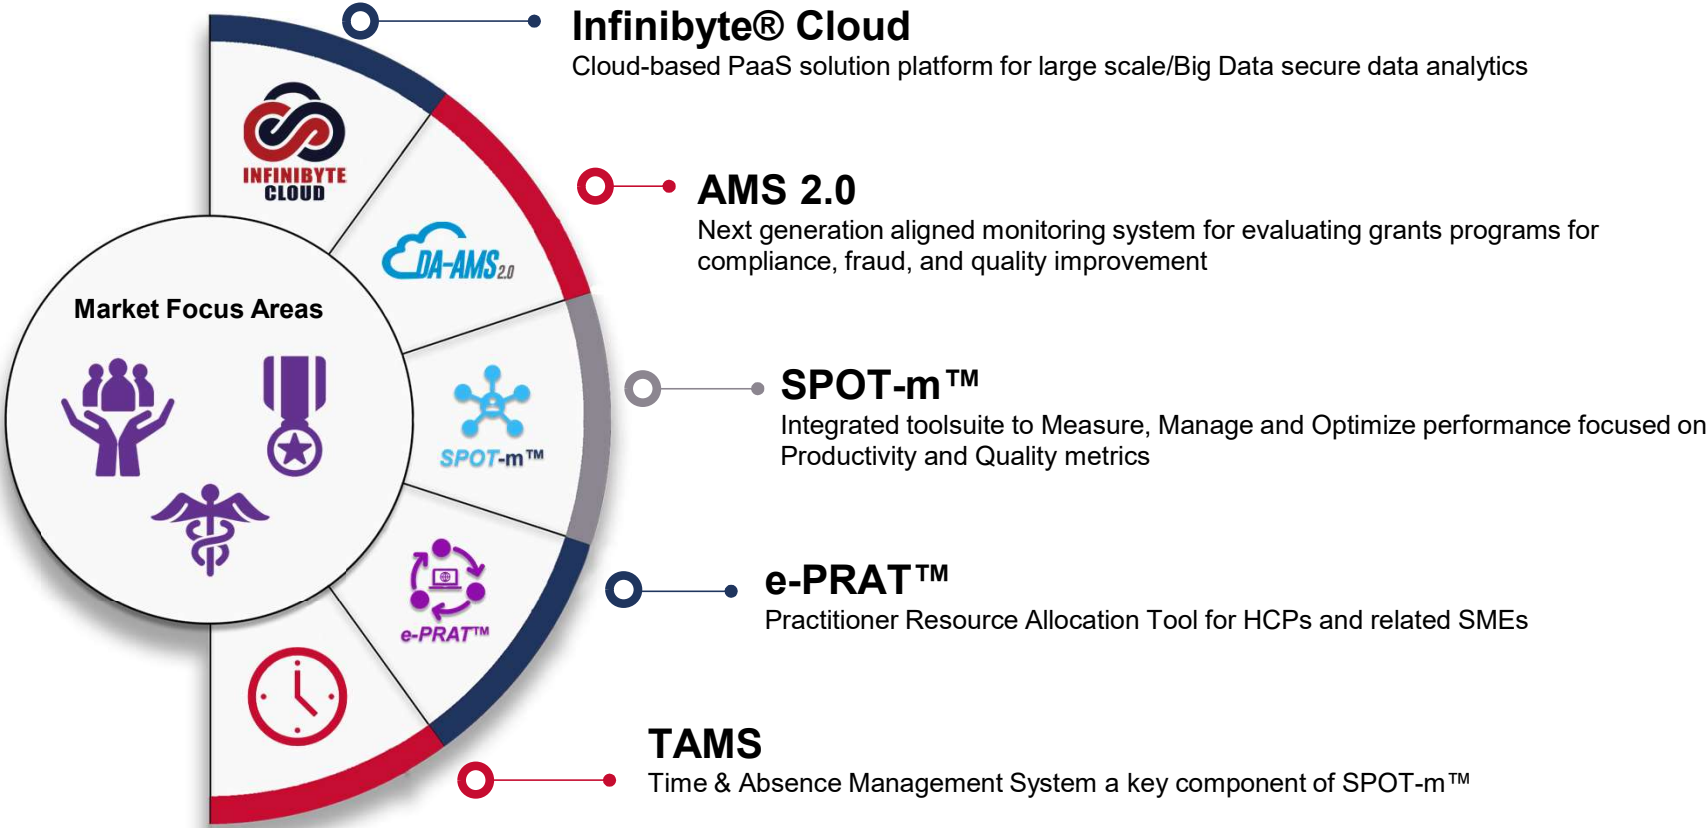 Infinibyte® Cloud
Cloud-based PaaS solution platform for large scale/Big Data secure data analytics
INFINIBYTE
CLOUD
AMS 2.0
Next generation aligned monitoring system for evaluating grants programs for
compliance, fraud, and quality improvement
DA-AMS 2.0
Market Focus Areas
SPOT-m™
Integrated toolsuite to Measure, Manage and Optimize performance focused on
Productivity and Quality metrics
SPOT-m™
e-PRAT™
Practitioner Resource Allocation Tool for HCPs and related SMEs
e-PRAT™
TAMS
Time & Absence Management System a key component of SPOT-m™